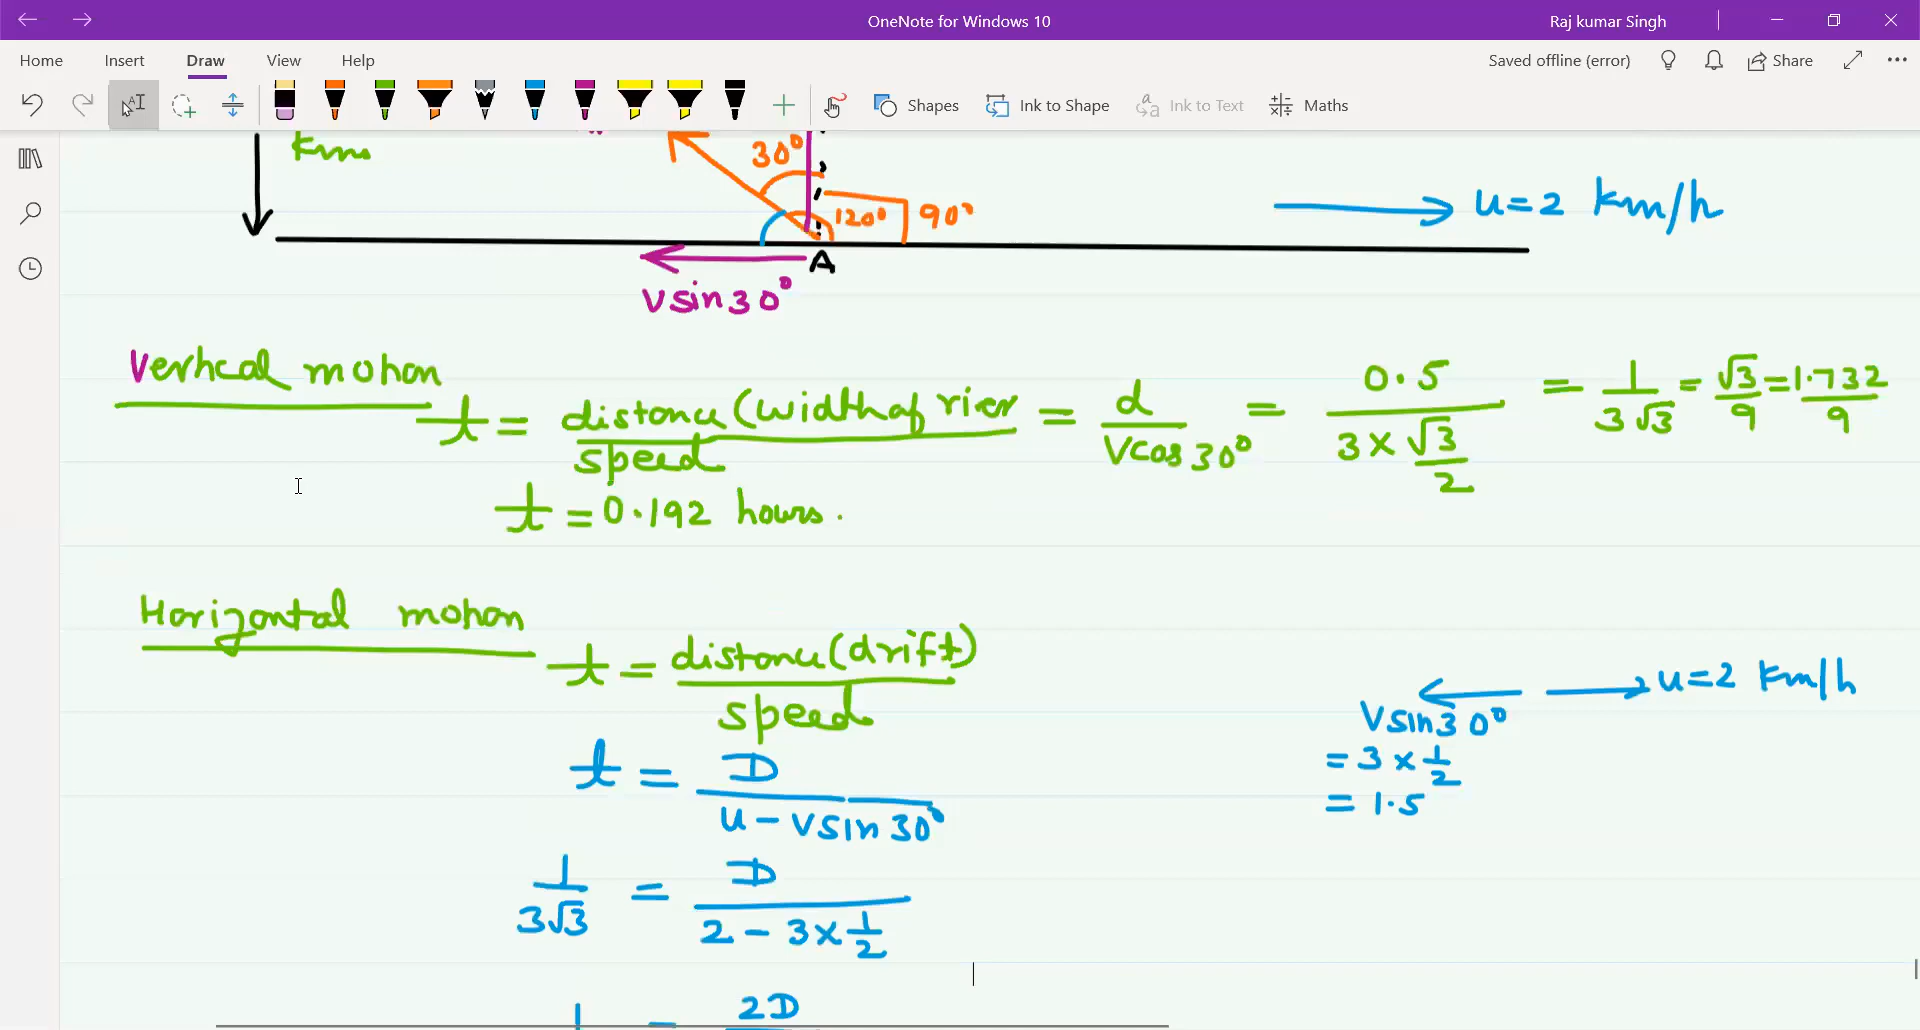 OneNote for Windows 10
Raj kumar Singh
Home Insert Draw View Help
Saved offline (error) Share
Shapes Ink to Shape Ink to Text Maths
kms
30°
120° 90°
u=2 km/h
A
Vsin30°
Vertical motion
t = distance (width of river / speed = d / Vcos30° = 0.5 / 3 × √3/2 = 1/3√3 = √3/9 = 1.732/9
t = 0.192 hours.
Horizontal motion
t = distance (drift) / speed
Vsin30° u=2 km/h
= 3 × 1/2
= 1.5
t = D / u - vsin30°
1/3√3 = D / 2 - 3×1/2
= 2D